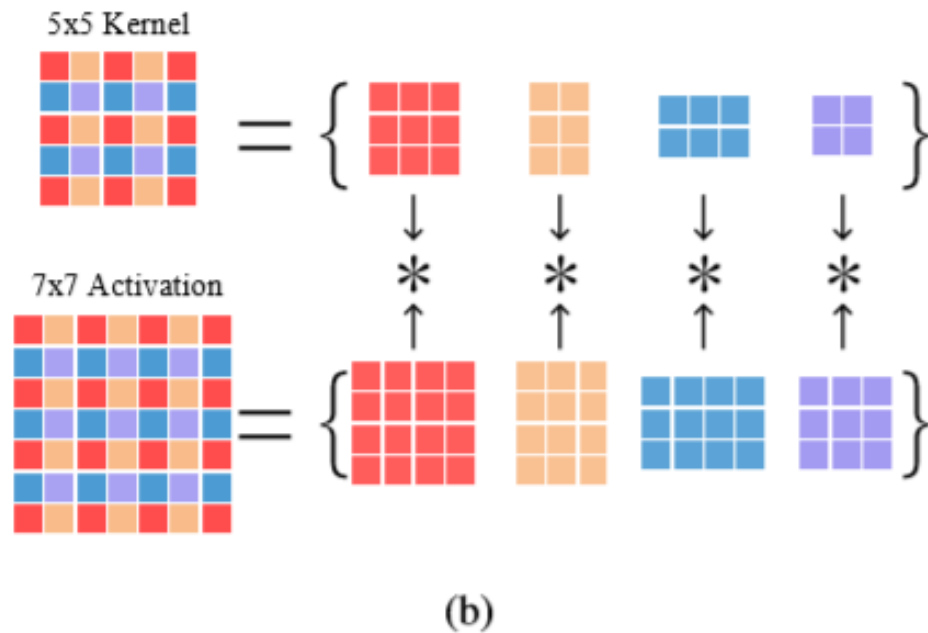 5x5 Kernel
= { }
↓ ↓ ↓ ↓
* * * *
7x7 Activation
↑ ↑ ↑ ↑
= { }
(b)